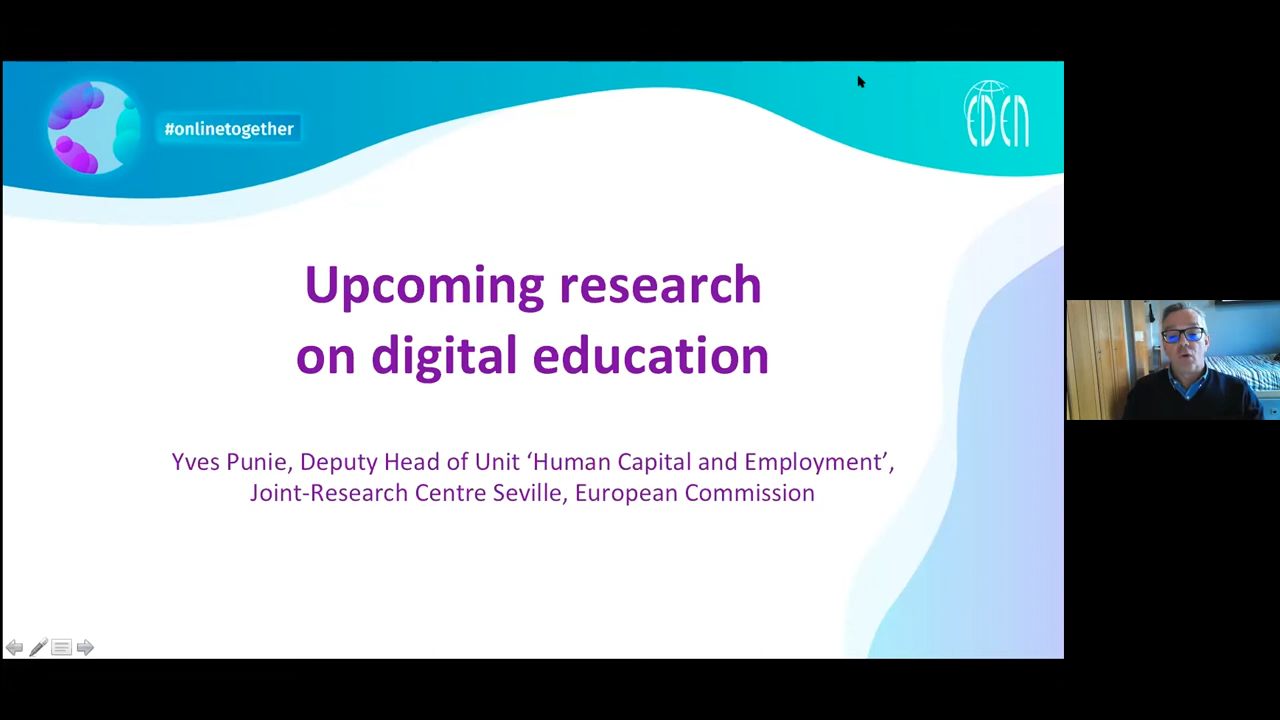 #onlinetogether
EDEN
Upcoming research
on digital education
Yves Punie, Deputy Head of Unit ‘Human Capital and Employment’,
Joint-Research Centre Seville, European Commission